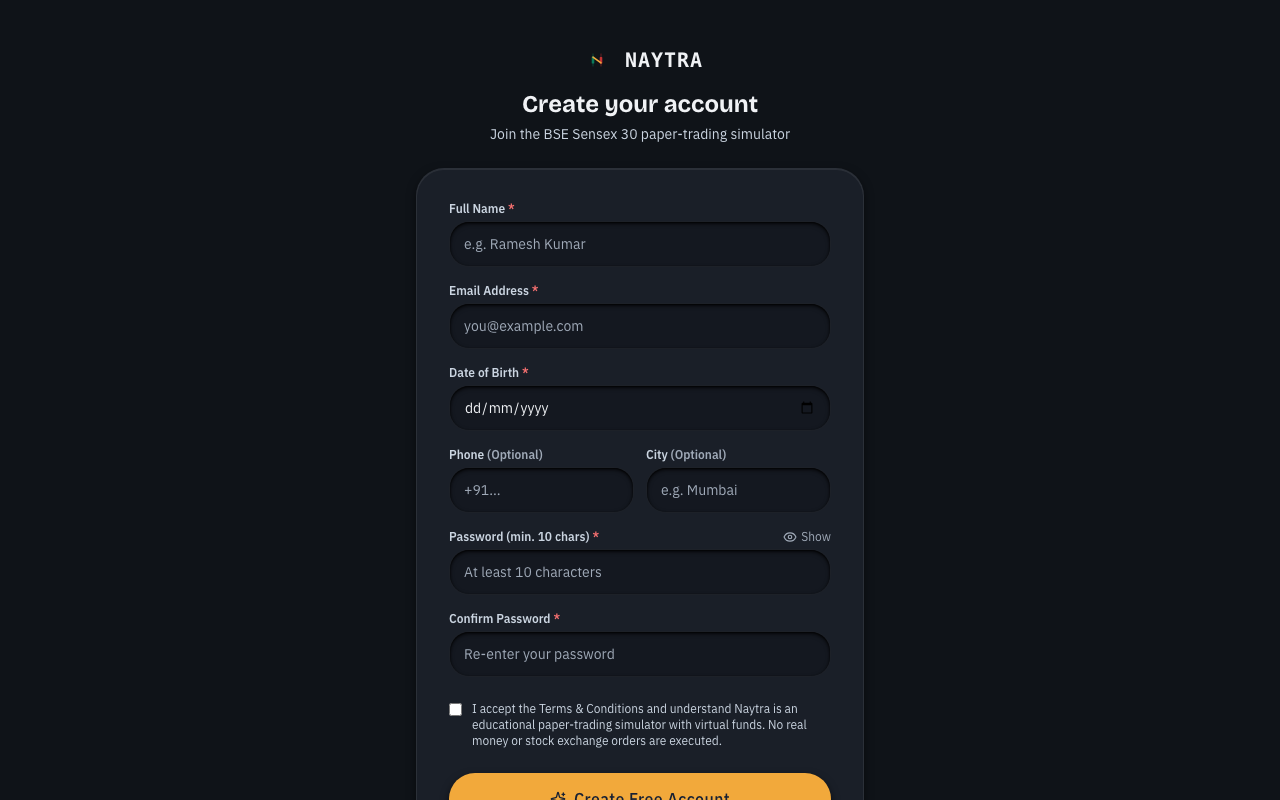 NAYTRA
Create your account
Join the BSE Sensex 30 paper-trading simulator
Full Name *
e.g. Ramesh Kumar
Email Address *
you@example.com
Date of Birth *
dd/mm/yyyy
Phone (Optional) City (Optional)
+91... e.g. Mumbai
Password (min. 10 chars) * Show
At least 10 characters
Confirm Password *
Re-enter your password
I accept the Terms & Conditions and understand Naytra is an
educational paper-trading simulator with virtual funds. No real
money or stock exchange orders are executed.
Create Free Account